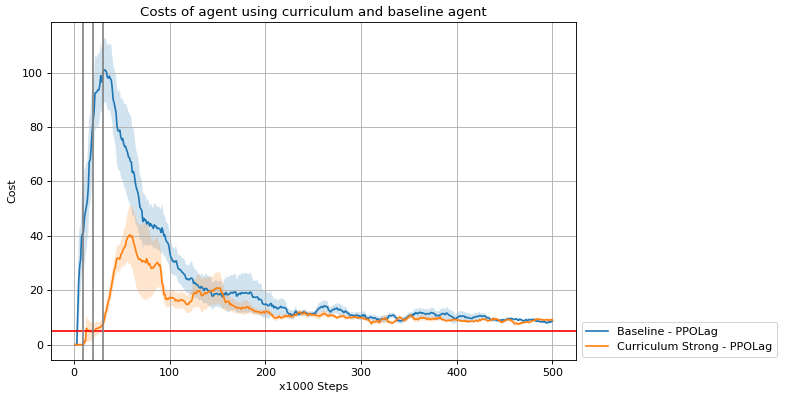 Costs of agent using curriculum and baseline agent
Cost
100
80
60
40
20
0
0 100 200 300 400 500
x1000 Steps
Baseline - PPOLag
Curriculum Strong - PPOLag